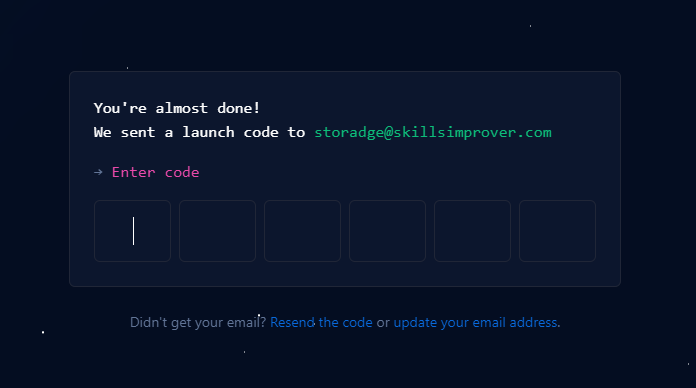 You're almost done!
We sent a launch code to storadge@skillsimprover.com
→ Enter code
Didn't get your email? Resend the code or update your email address.